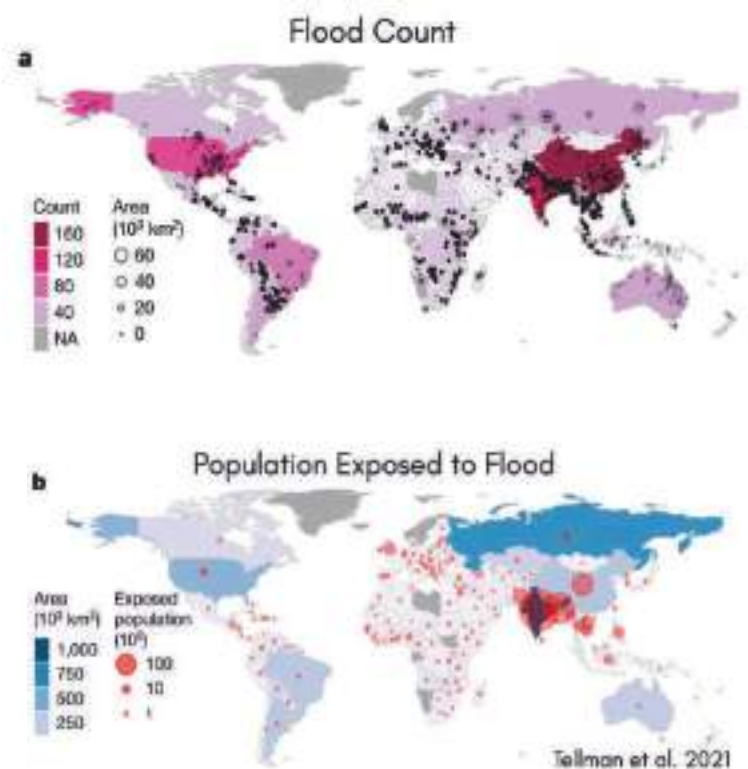 Flood Count
a
Count
160
120
80
40
NA
Area
(10³ km²)
60
40
20
0
Population Exposed to Flood
b
Area
(10³ km²)
1,000
750
500
250
Exposed
population
100
10
1
Tellman et al. 2021